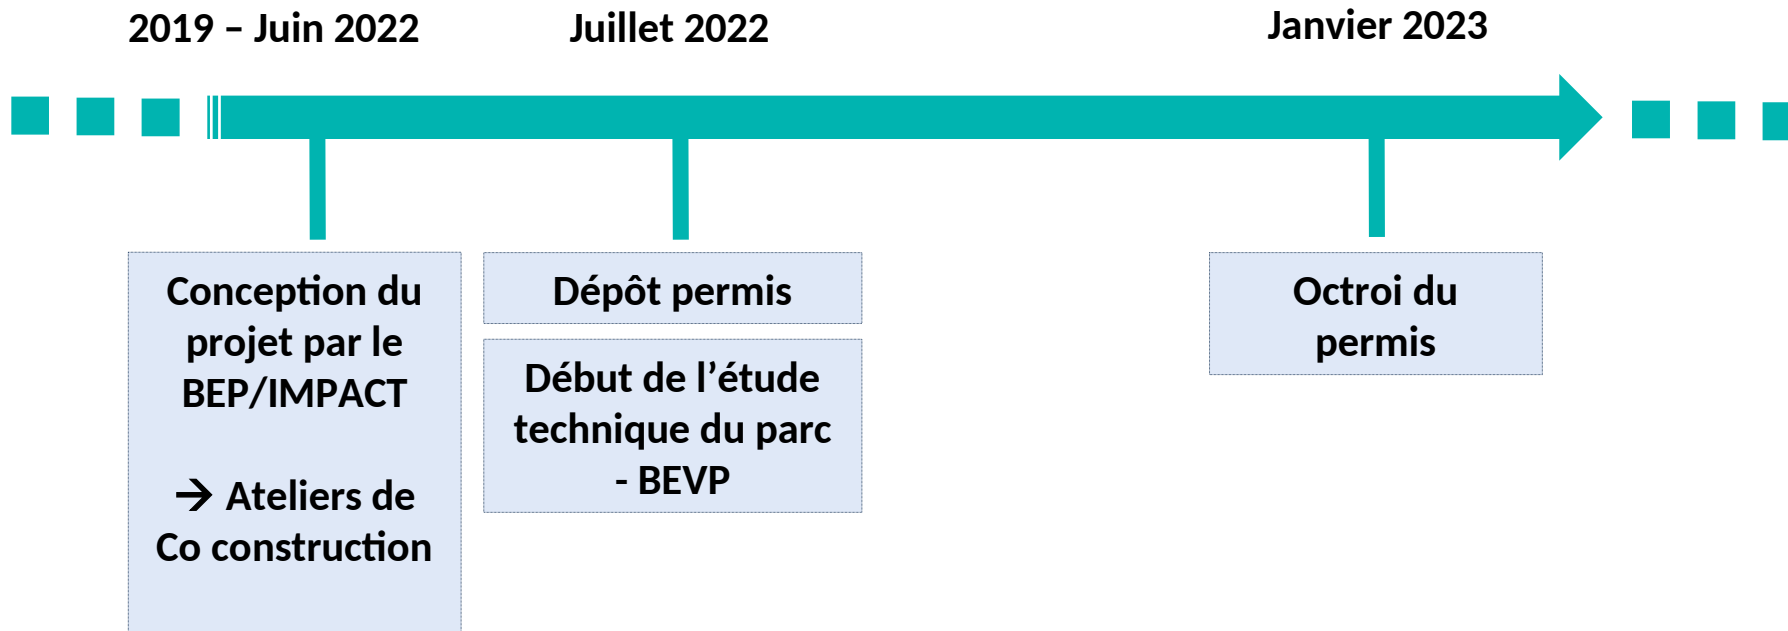 2019 – Juin 2022
Juillet 2022
Janvier 2023
Conception du
projet par le
BEP/IMPACT
→ Ateliers de
Co construction
Dépôt permis
Début de l’étude
technique du parc
- BEVP
Octroi du
permis